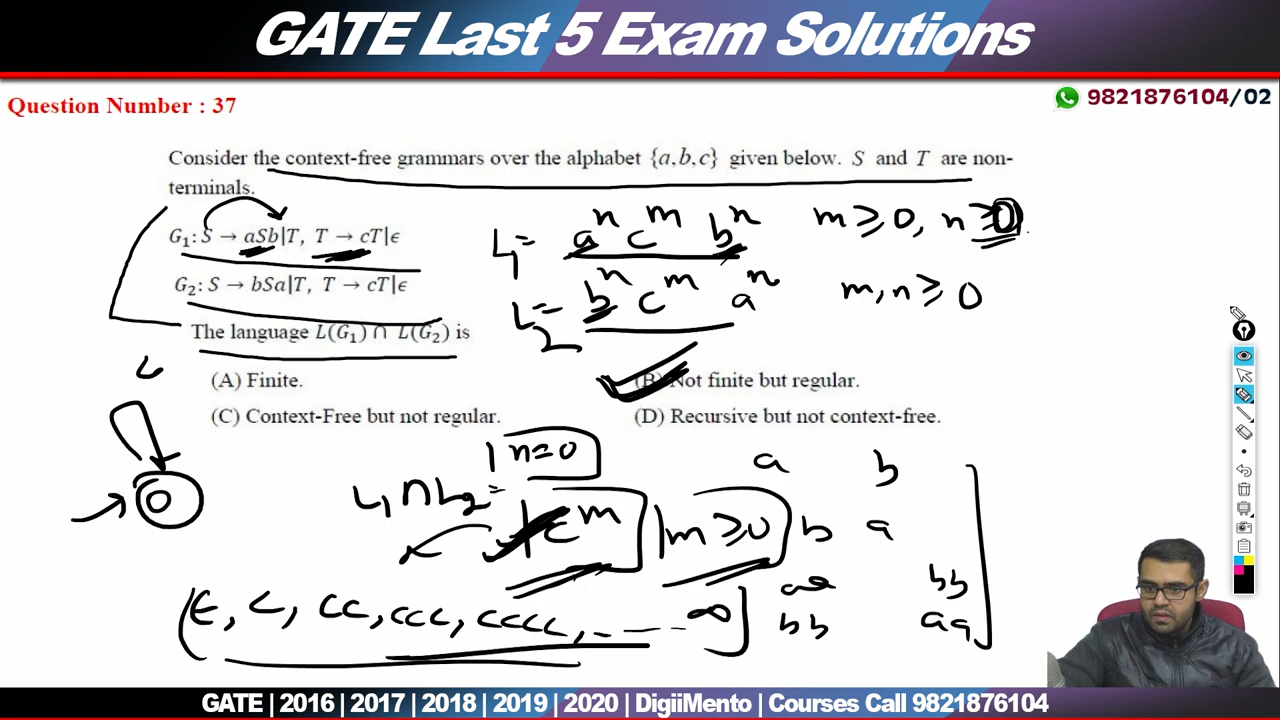 GATE Last 5 Exam Solutions
Question Number : 37
9821876104/02
Consider the context-free grammars over the alphabet {a, b, c} given below. S and T are non-
terminals.
G₁: S → aSb|T, T → cT|ϵ
G₂: S → bSa|T, T → cT|ϵ
The language L(G₁) ∩ L(G₂) is
(A) Finite.
(B) Not finite but regular.
(C) Context-Free but not regular.
(D) Recursive but not context-free.
L₁ = aⁿ cᵐ bⁿ m ≥ 0, n ≥ 0
L₂ = bⁿ cᵐ aⁿ m, n ≥ 0
c
n=0
L₁ ∩ L₂ = cᵐ | m ≥ 0
a b
b a
bb
bb aa
(ϵ, c, cc, ccc, cccc, ----- ∞]
GATE | 2016 | 2017 | 2018 | 2019 | 2020 | DigiiMento | Courses Call 9821876104